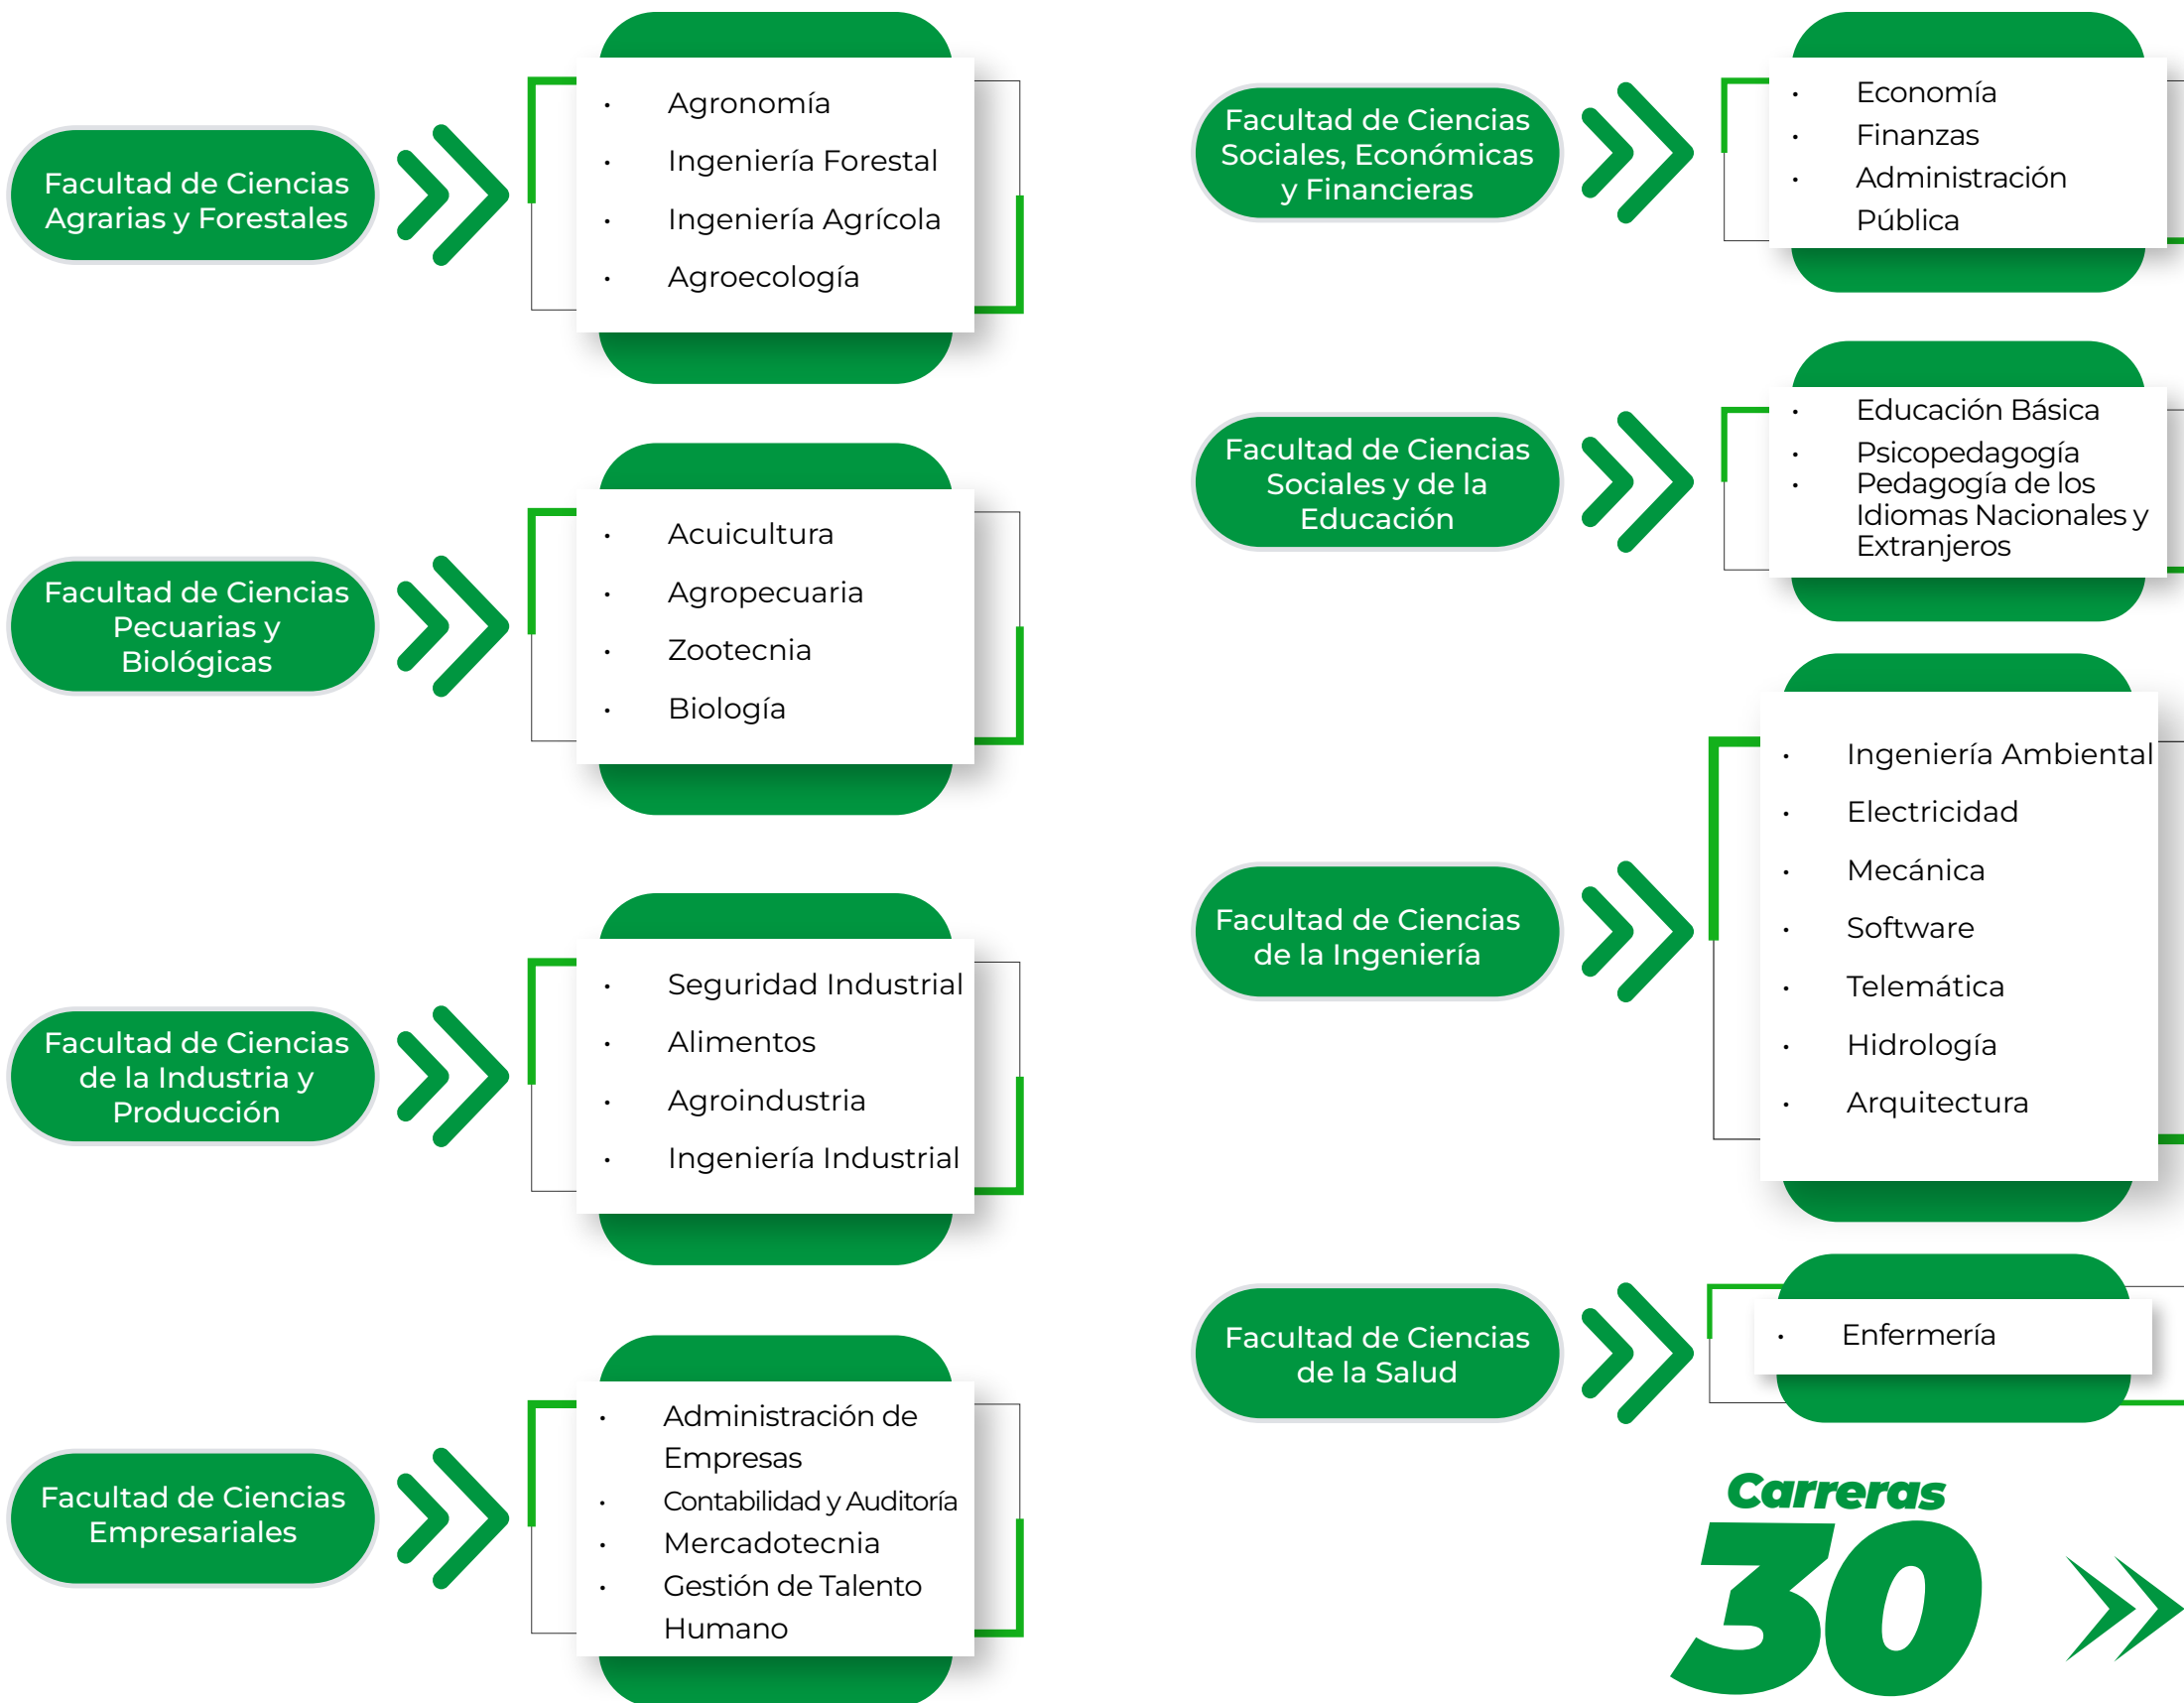 Facultad de Ciencias
Agrarias y Forestales
• Agronomía
• Ingeniería Forestal
• Ingeniería Agrícola
• Agroecología
Facultad de Ciencias
Pecuarias y
Biológicas
• Acuicultura
• Agropecuaria
• Zootecnia
• Biología
Facultad de Ciencias
de la Industria y
Producción
• Seguridad Industrial
• Alimentos
• Agroindustria
• Ingeniería Industrial
Facultad de Ciencias
Empresariales
• Administración de
Empresas
• Contabilidad y Auditoría
• Mercadotecnia
• Gestión de Talento
Humano
Facultad de Ciencias
Sociales, Económicas
y Financieras
• Economía
• Finanzas
• Administración
Pública
Facultad de Ciencias
Sociales y de la
Educación
• Educación Básica
• Psicopedagogía
• Pedagogía de los
Idiomas Nacionales y
Extranjeros
Facultad de Ciencias
de la Ingeniería
• Ingeniería Ambiental
• Electricidad
• Mecánica
• Software
• Telemática
• Hidrología
• Arquitectura
Facultad de Ciencias
de la Salud
• Enfermería
Carreras
30